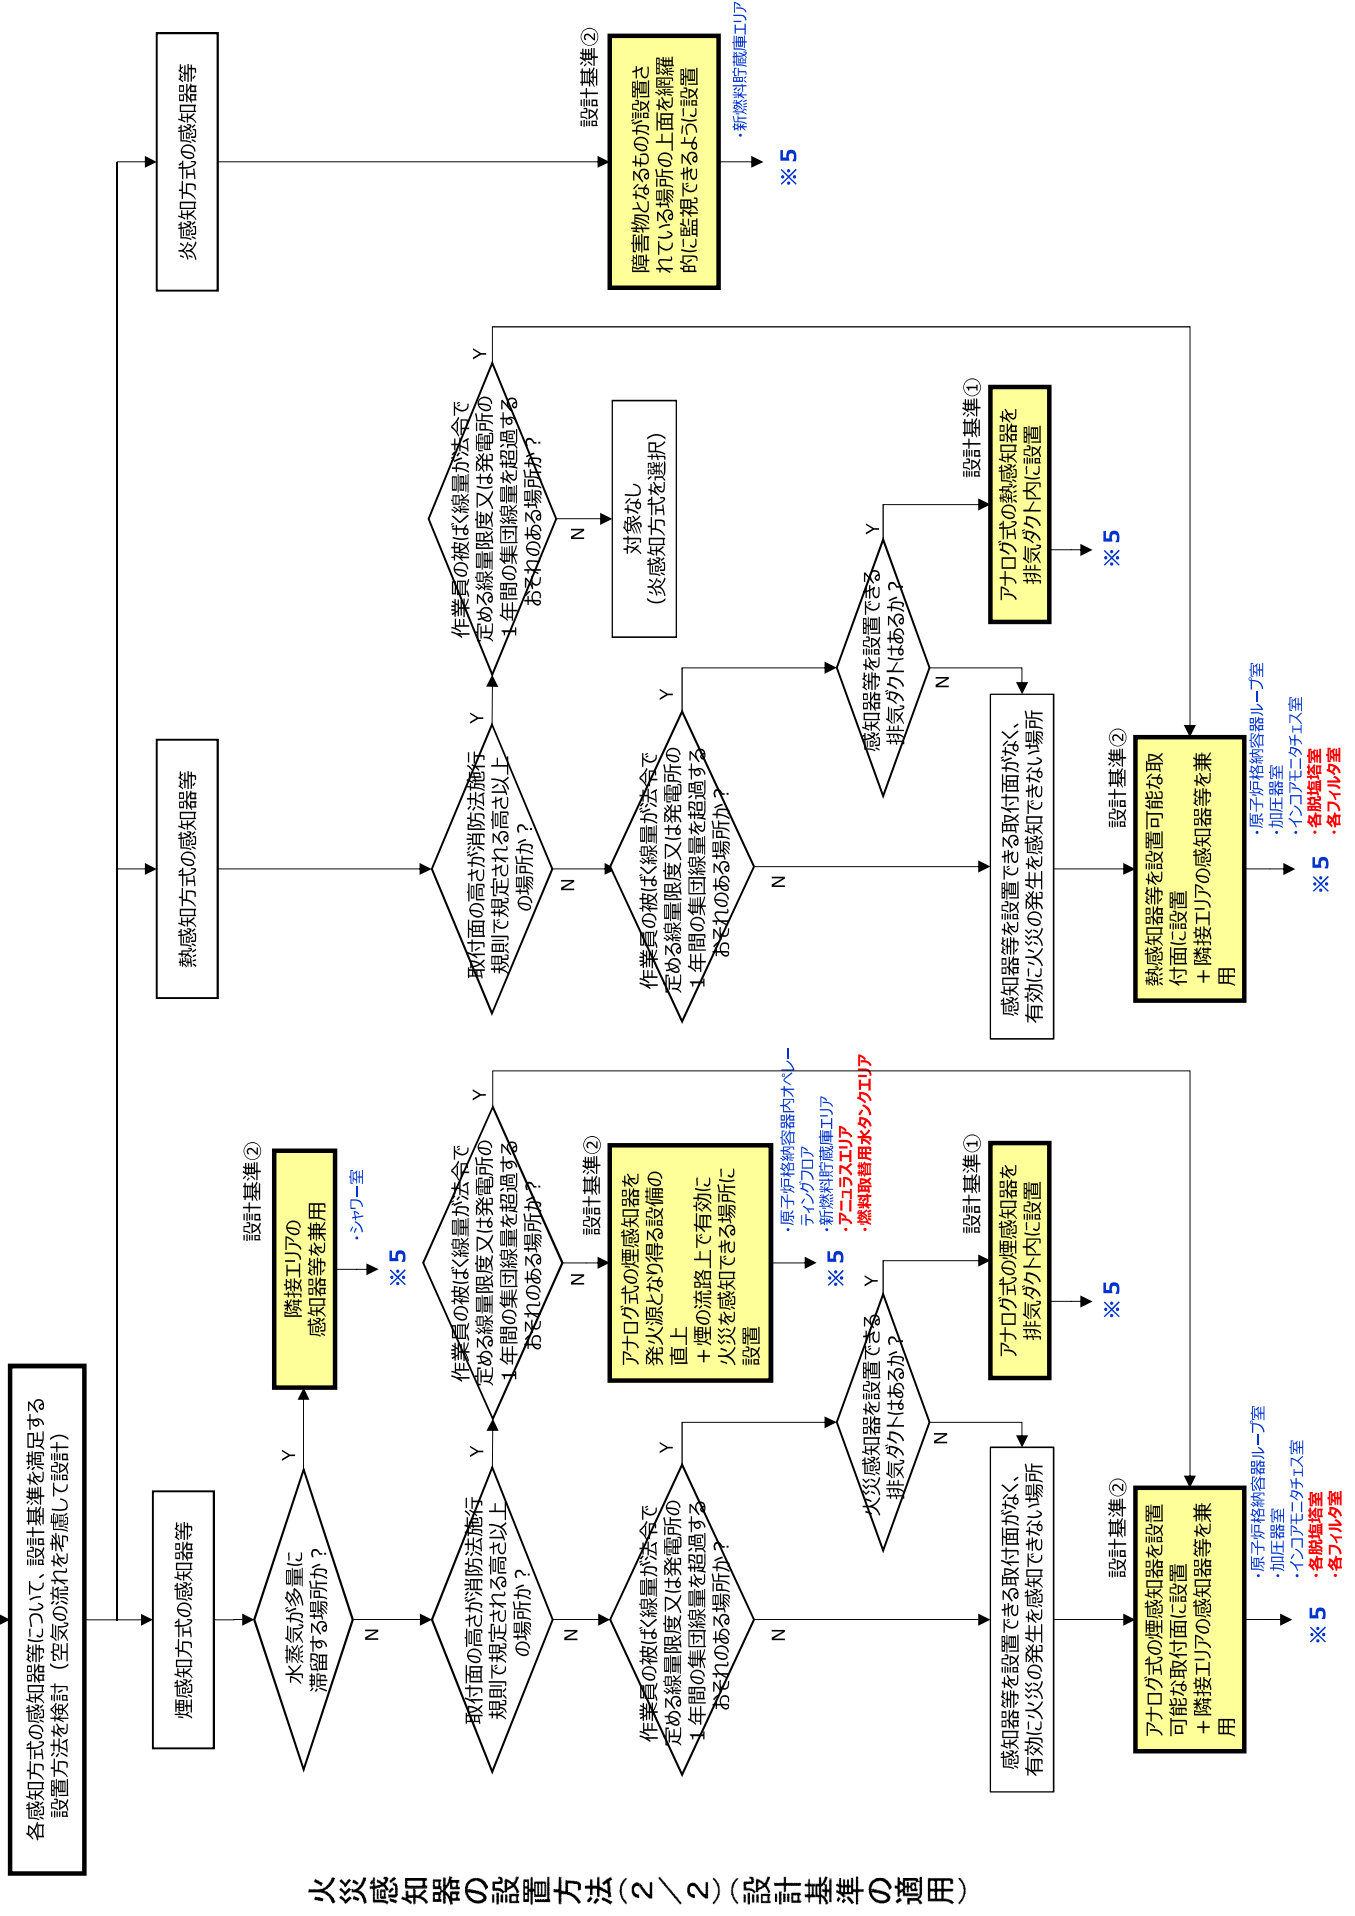 火災感知器の設置方法（２／２）（設計基準の適用）
各感知方式の感知器等について、設計基準を満足する
設置方法を検討（空気の流れを考慮して設計）
煙感知方式の感知器等
水蒸気が多量に
滞留する場所か？
Y
N
設計基準②
隣接エリアの
感知器等を兼用
・シャワー室
※５
取付面の高さが消防法施行
規則で規定される高さ以上
の場所か？
Y
N
作業員の被ばく線量が法令で
定める線量限度又は発電所の
１年間の集団線量を超過する
おそれのある場所か？
Y
N
設計基準②
アナログ式の煙感知器を
発火源となり得る設備の
直上
＋煙の流路上で有効に
火災を感知できる場所に
設置
・原子炉格納容器内オペレー
ティングフロア
・新燃料貯蔵庫エリア
・アニュラスエリア
・燃料取替用水タンクエリア
※５
作業員の被ばく線量が法令で
定める線量限度又は発電所の
１年間の集団線量を超過する
おそれのある場所か？
Y
N
火災感知器を設置できる
排気ダクトはあるか？
Y
N
設計基準①
アナログ式の煙感知器を
排気ダクト内に設置
※５
感知器等を設置できる取付面がなく、
有効に火災の発生を感知できない場所
設計基準②
アナログ式の煙感知器を設置
可能な取付面に設置
＋隣接エリアの感知器等を兼
用
・原子炉格納容器ループ室
・加圧器室
・インコアモニタチェス室
・各脱塩塔室
・各フィルタ室
※５
熱感知方式の感知器等
取付面の高さが消防法施行
規則で規定される高さ以上
の場所か？
Y
N
作業員の被ばく線量が法令で
定める線量限度又は発電所の
１年間の集団線量を超過する
おそれのある場所か？
Y
N
対象なし
（炎感知方式を選択）
作業員の被ばく線量が法令で
定める線量限度又は発電所の
１年間の集団線量を超過する
おそれのある場所か？
Y
N
感知器等を設置できる
排気ダクトはあるか？
Y
N
設計基準①
アナログ式の熱感知器を
排気ダクト内に設置
※５
感知器等を設置できる取付面がなく、
有効に火災の発生を感知できない場所
設計基準②
熱感知器等を設置可能な取
付面に設置
＋隣接エリアの感知器等を兼
用
・原子炉格納容器ループ室
・加圧器室
・インコアモニタチェス室
・各脱塩塔室
・各フィルタ室
※５
炎感知方式の感知器等
設計基準②
障害物となるものが設置さ
れている場所の上面を網羅
的に監視できるように設置
・新燃料貯蔵庫エリア
※５